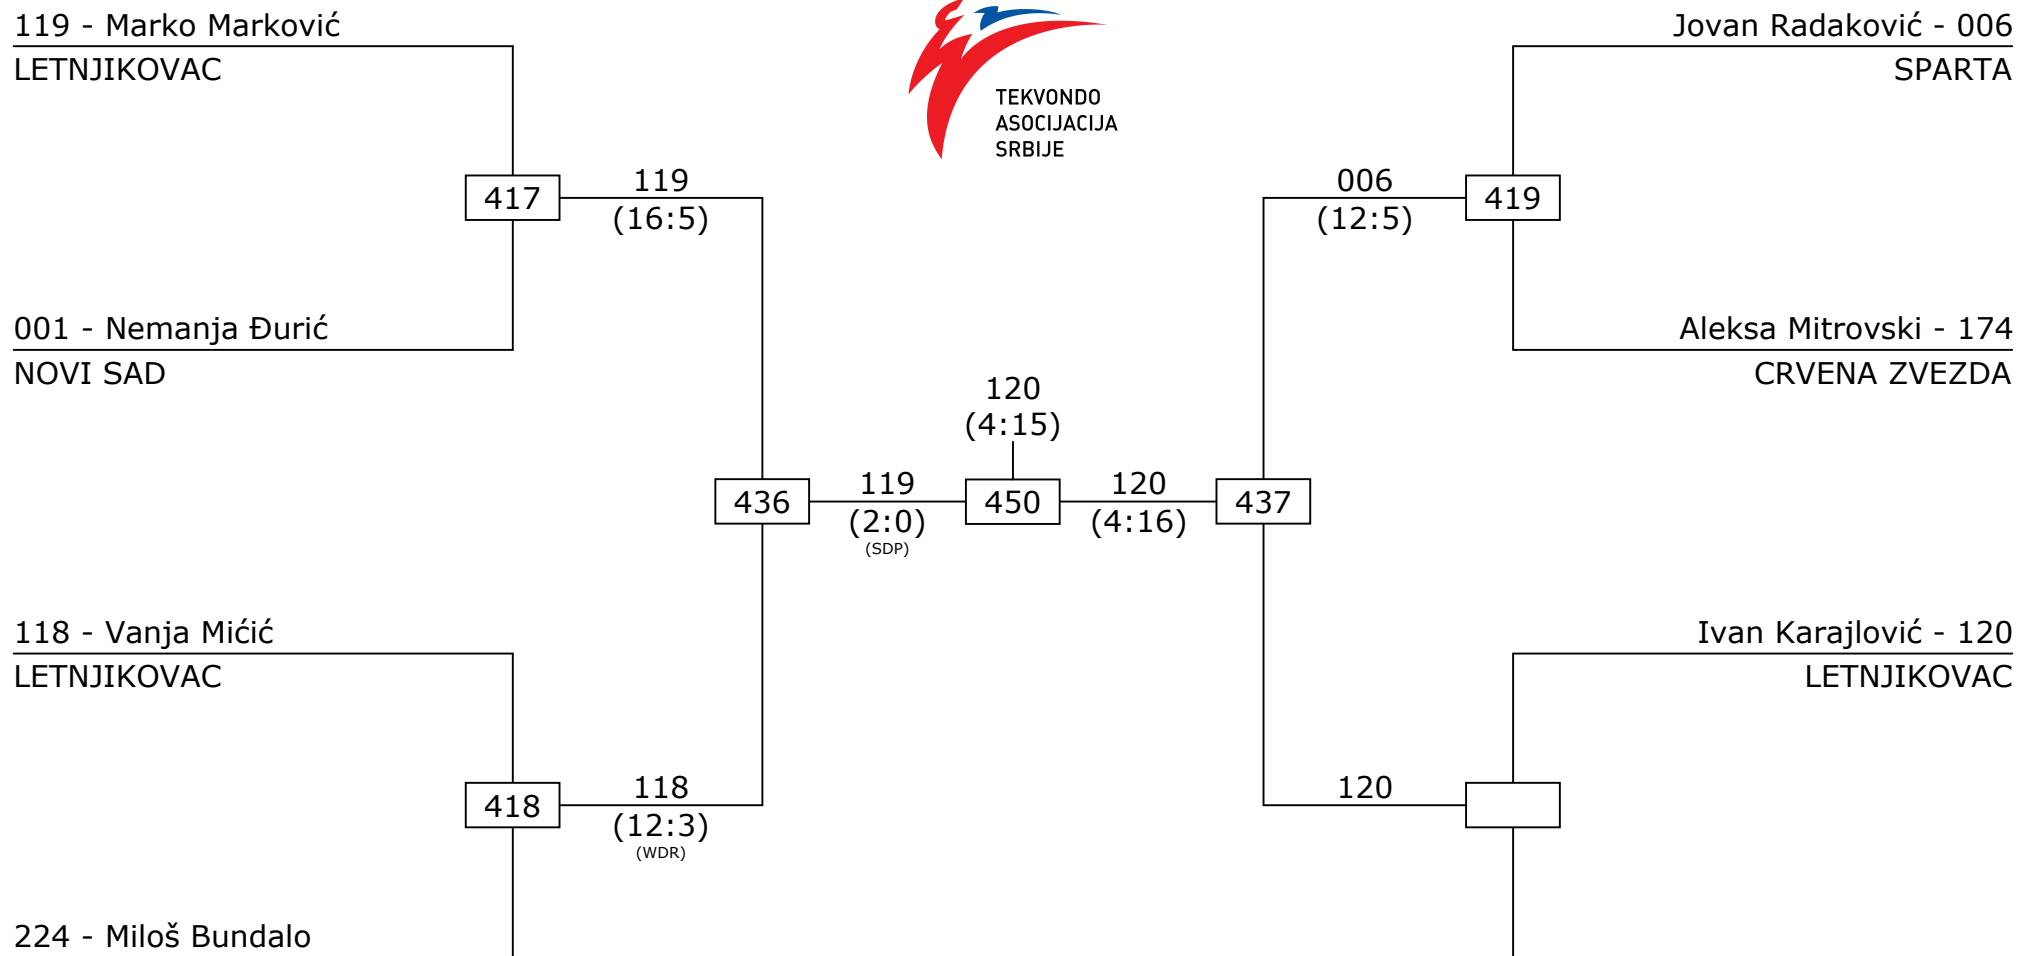 119 - Marko Marković
LETNJIKOVAC
TEKVONDO
ASOCIJACIJA
SRBIJE
Jovan Radaković - 006
SPARTA
417
119
(16:5)
006
(12:5)
419
001 - Nemanja Đurić
NOVI SAD
Aleksa Mitrovski - 174
CRVENA ZVEZDA
120
(4:15)
436
119
(2:0)
(SDP)
450
120
(4:16)
437
118 - Vanja Mićić
LETNJIKOVAC
Ivan Karajlović - 120
LETNJIKOVAC
418
118
(12:3)
(WDR)
120
224 - Miloš Bundalo